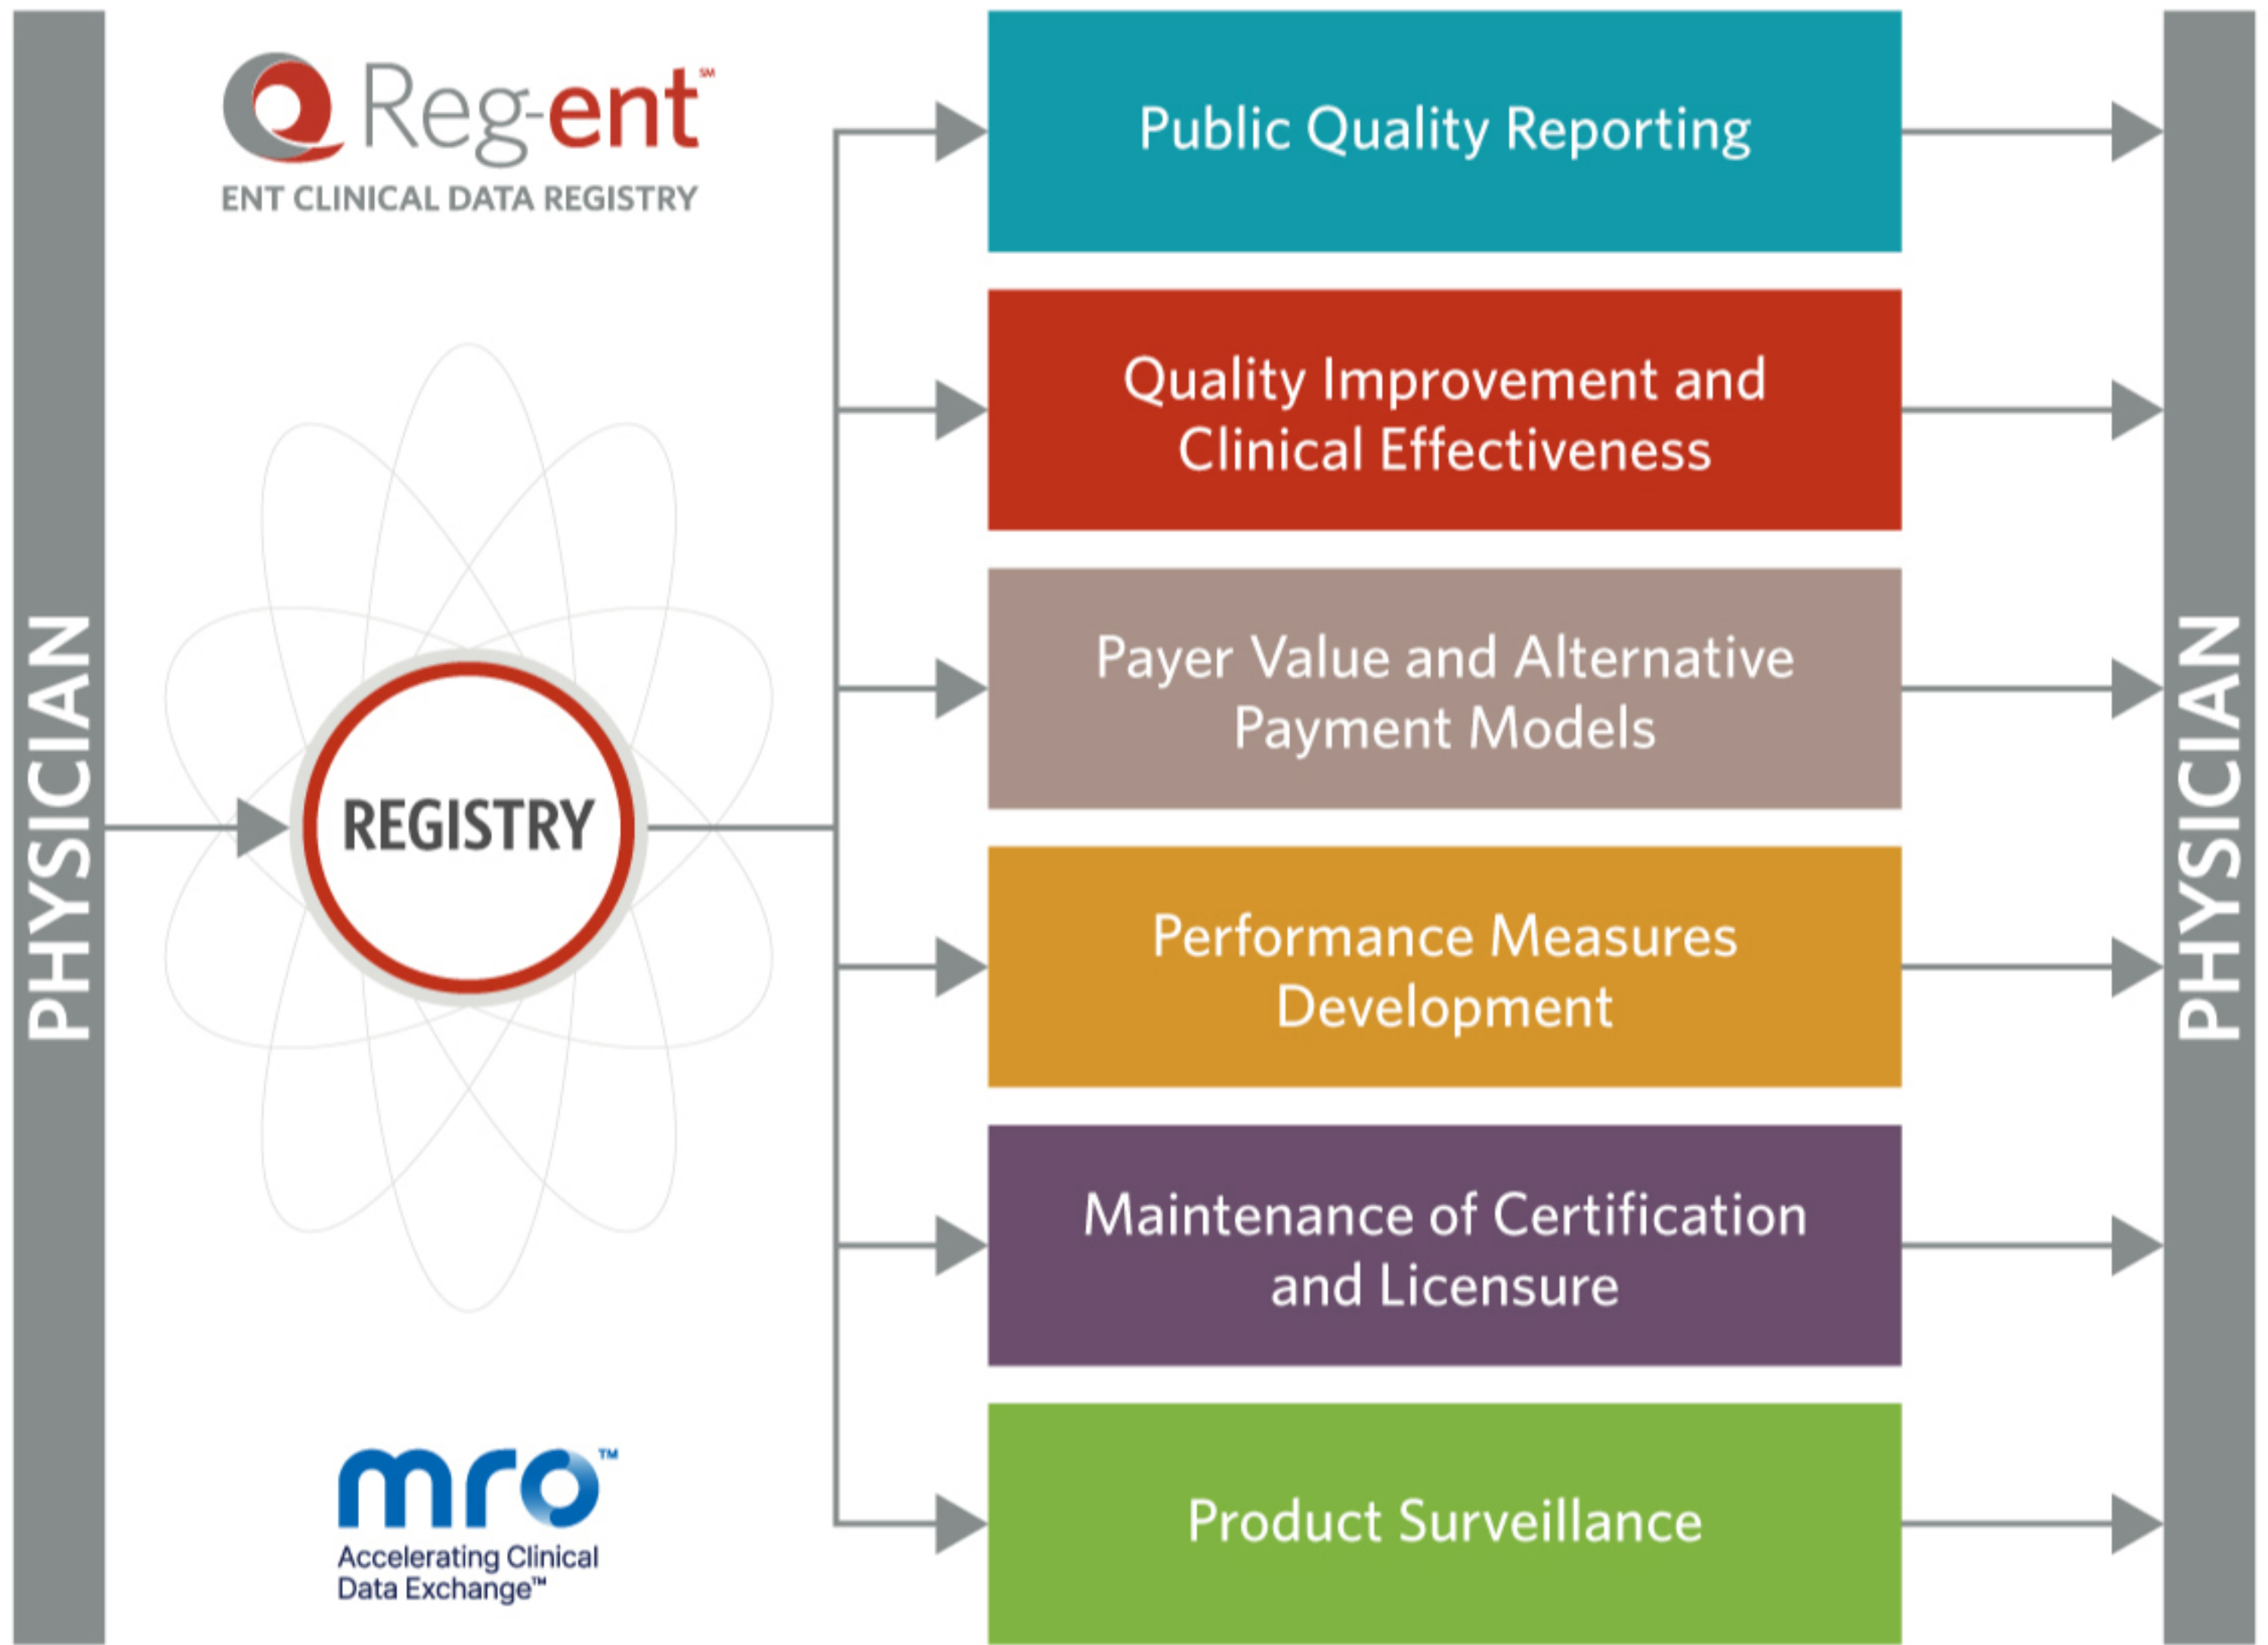 PHYSICIAN
Reg-ent℠
ENT CLINICAL DATA REGISTRY
REGISTRY
mro™
Accelerating Clinical
Data Exchange™
Public Quality Reporting
Quality Improvement and
Clinical Effectiveness
Payer Value and Alternative
Payment Models
Performance Measures
Development
Maintenance of Certification
and Licensure
Product Surveillance
PHYSICIAN